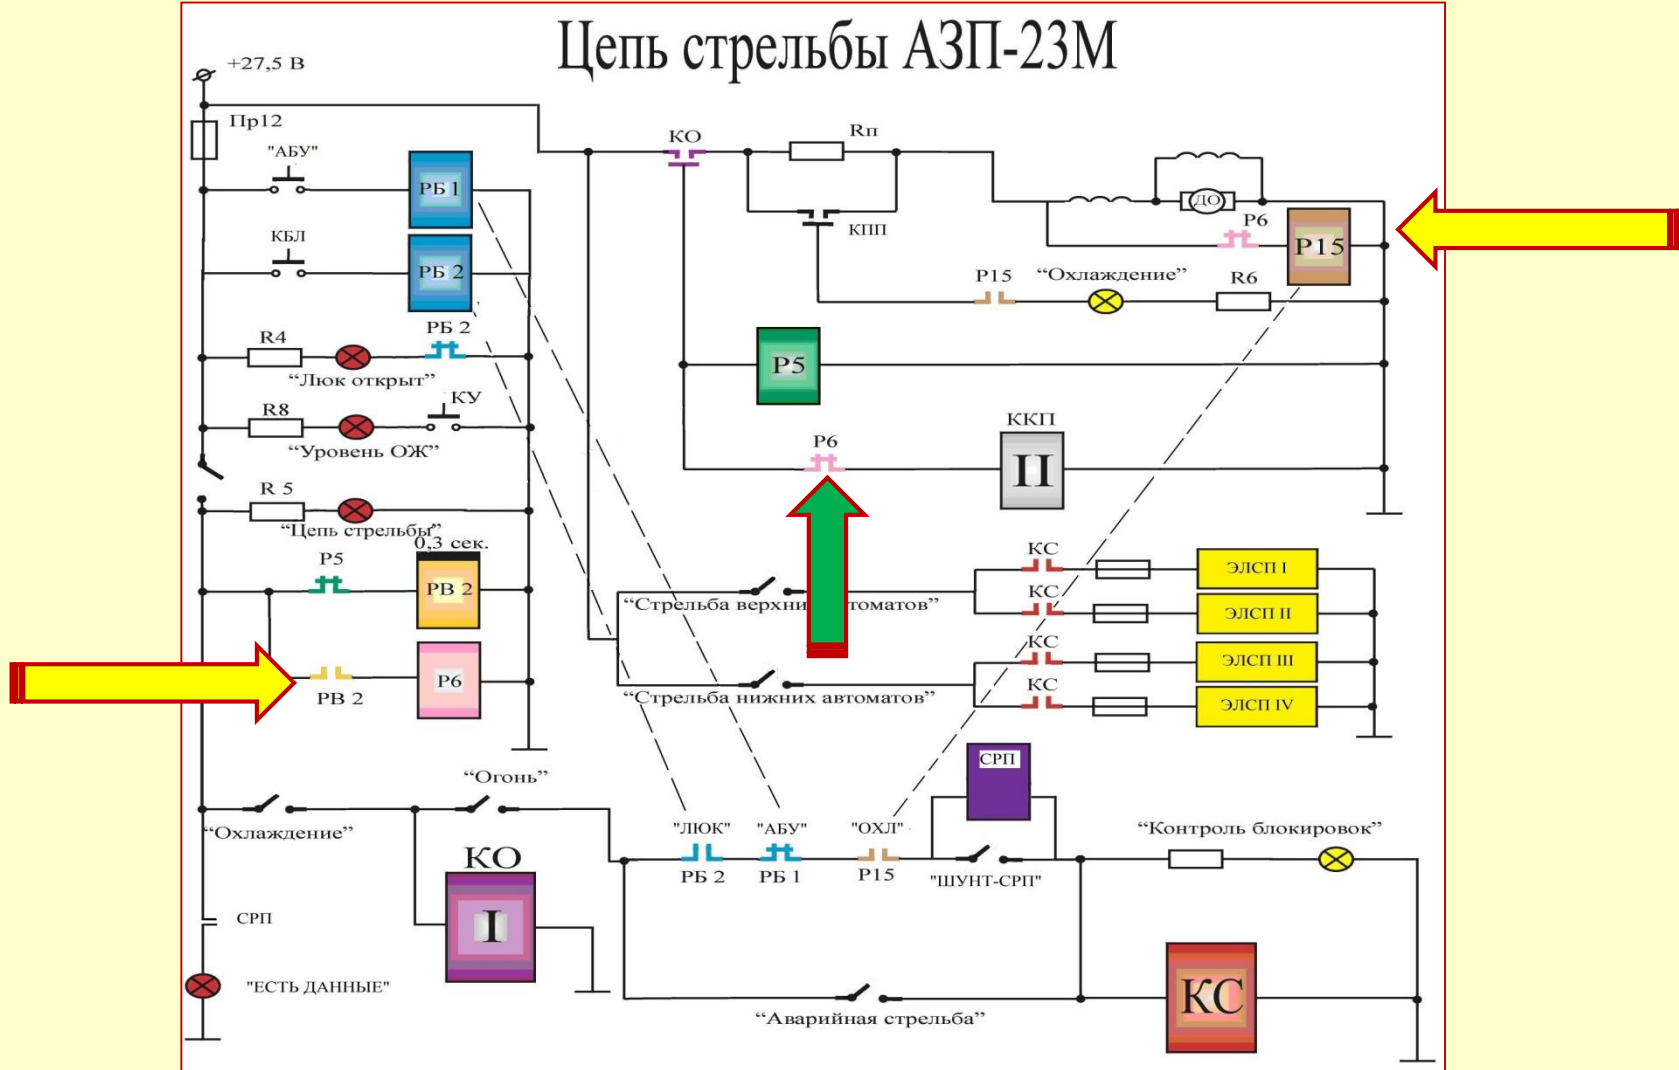 Цепь стрельбы АЗП-23М
+27,5 В
Пр12
"АБУ"
РБ 1
КБЛ
РБ 2
РБ 2
R4
“Люк открыт”
R8
КУ
“Уровень ОЖ”
R 5
“Цепь стрельбы”
0,3 сек.
Р5
РВ 2
РВ 2
Р6
КО
Rп
КПП
ДО
Р6
Р15
Р15
“Охлаждение”
R6
Р5
Р6
ККП
II
КС
ЭЛСП I
КС
ЭЛСП II
КС
ЭЛСП III
КС
ЭЛСП IV
“Стрельба верхних автоматов”
“Стрельба нижних автоматов”
“Охлаждение”
“Огонь”
КО
I
"ЛЮК"
РБ 2
"АБУ"
РБ 1
"ОХЛ"
Р15
СРП
"ШУНТ-СРП"
“Контроль блокировок”
“Аварийная стрельба”
КС
СРП
"ЕСТЬ ДАННЫЕ"